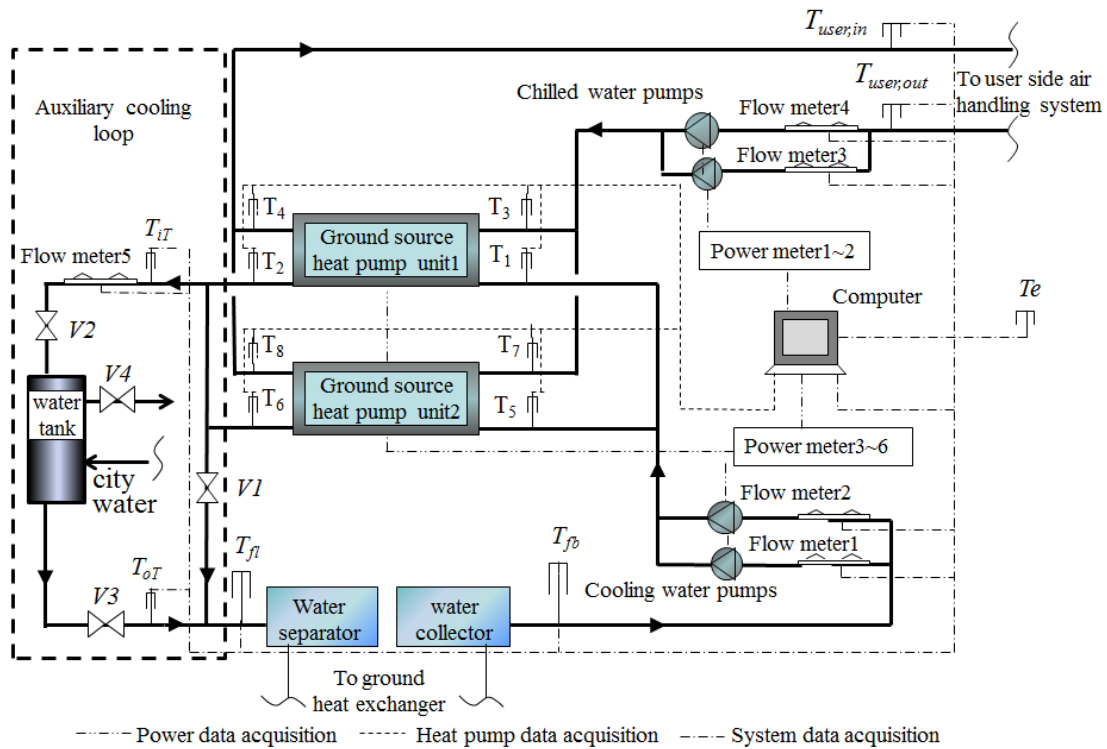 T_user,in
Auxiliary cooling
loop
Chilled water pumps
T_user,out
Flow meter4
To user side air
handling system
Flow meter3
T4
T3
T_iT
Flow meter5
T2
Ground source
heat pump unit1
T1
Power meter1~2
Computer
Te
V2
T8
T7
V4
water
tank
T6
Ground source
heat pump unit2
T5
Power meter3~6
city
water
V1
Flow meter2
T_fl
T_fb
Flow meter1
T_oT
V3
Water
separator
water
collector
Cooling water pumps
To ground
heat exchanger
Power data acquisition
Heat pump data acquisition
System data acquisition